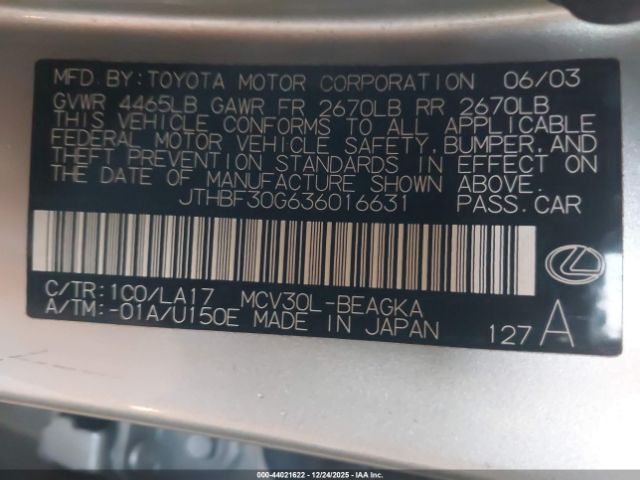 MFD.BY:TOYOTA MOTOR CORPORATION 06/03
GVWR 4465LB GAWR FR 2670LB RR 2670LB
THIS VEHICLE CONFORMS TO ALL APPLICABLE
FEDERAL MOTOR VEHICLE SAFETY, BUMPER, AND
THEFT PREVENTION STANDARDS IN EFFECT ON
THE DATE OF MANUFACTURE SHOWN ABOVE.
JTHBF30G636016631 PASS.CAR
C/TR:1C0/LA17 MCV30L-BEAGKA
A/TM:-01A/U150E MADE IN JAPAN 127 A
000-44021622 - 12/24/2025 - IAAC, Inc.